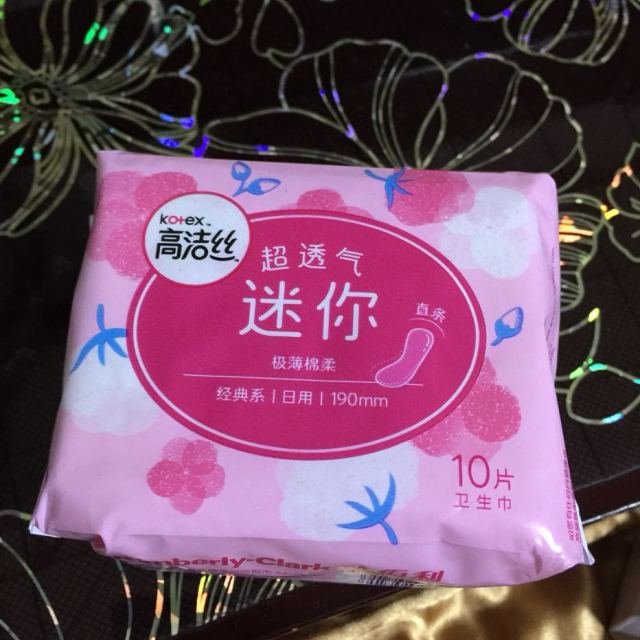 Kotex™
高洁丝
超透气
迷你
直条
极薄棉柔
经典系 | 日用 | 190mm
10片
卫生巾
Kimberly-Clark